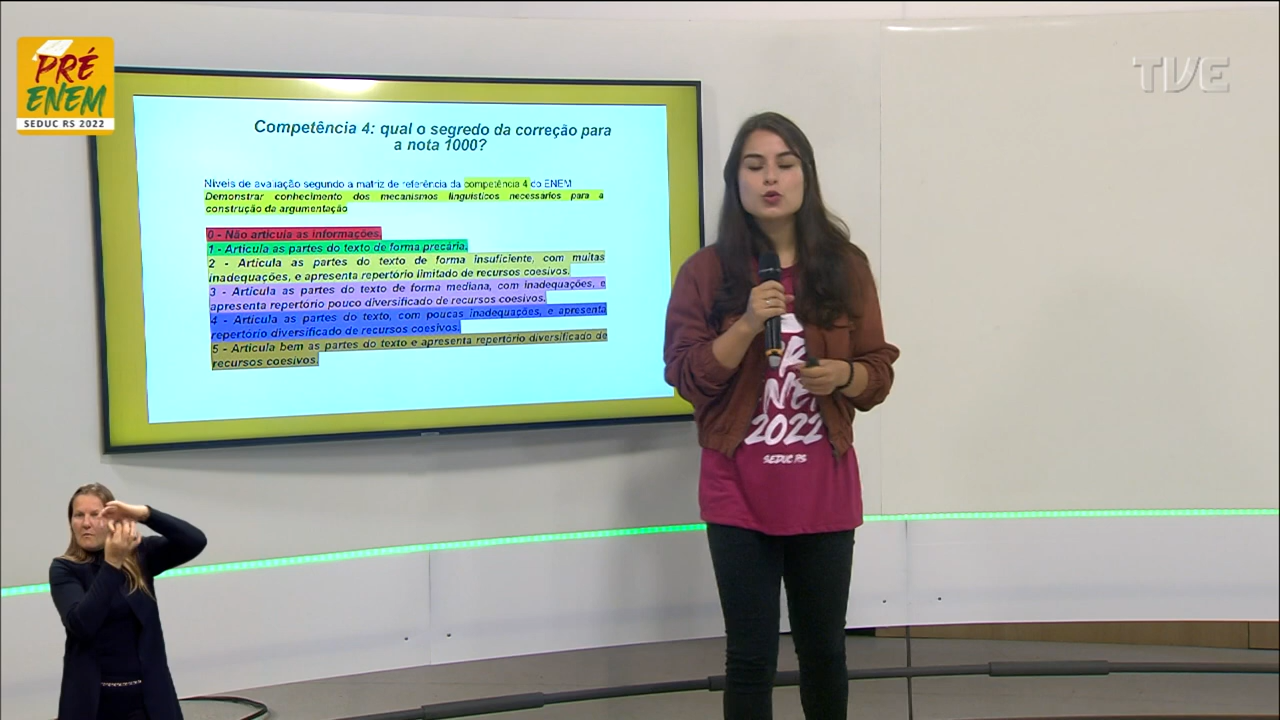 PRÉ
ENEM
SEDUC RS 2022
TVE
Competência 4: qual o segredo da correção para
a nota 1000?
Níveis de avaliação segundo a matriz de referência da competência 4 do ENEM
Demonstrar conhecimento dos mecanismos linguísticos necessários para a
construção da argumentação
0 - Não articula as informações.
1 - Articula as partes do texto de forma precária.
2 - Articula as partes do texto de forma insuficiente, com muitas
inadequações, e apresenta repertório limitado de recursos coesivos.
3 - Articula as partes do texto de forma mediana, com inadequações, e
apresenta repertório pouco diversificado de recursos coesivos.
4 - Articula as partes do texto, com poucas inadequações, e apresenta
repertório diversificado de recursos coesivos.
5 - Articula bem as partes do texto e apresenta repertório diversificado de
recursos coesivos.
2022
SEDUC RS